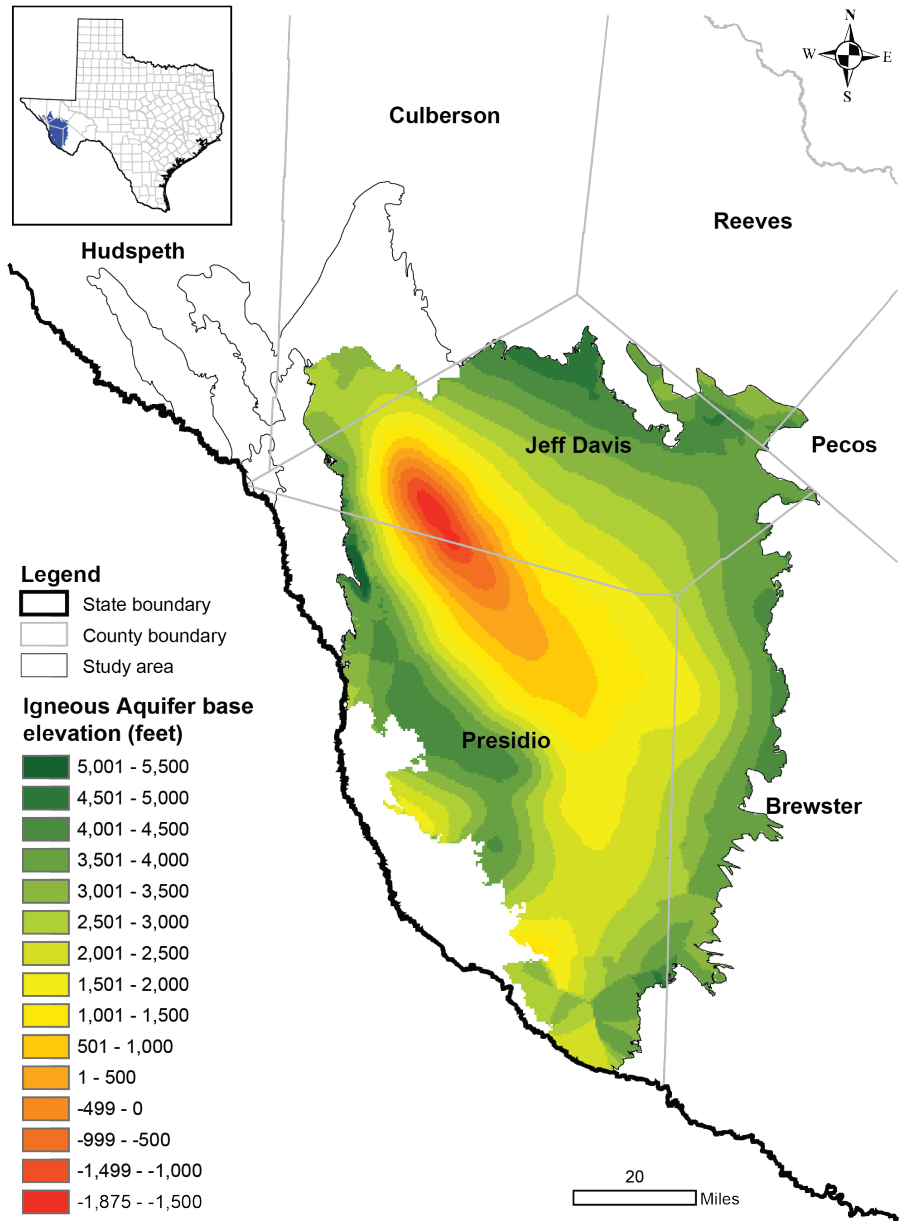 N
W
E
S
Culberson
Reeves
Hudspeth
Jeff Davis
Pecos
Presidio
Brewster
Legend
State boundary
County boundary
Study area
Igneous Aquifer base
elevation (feet)
5,001 - 5,500
4,501 - 5,000
4,001 - 4,500
3,501 - 4,000
3,001 - 3,500
2,501 - 3,000
2,001 - 2,500
1,501 - 2,000
1,001 - 1,500
501 - 1,000
1 - 500
-499 - 0
-999 - -500
-1,499 - -1,000
-1,875 - -1,500
20
Miles